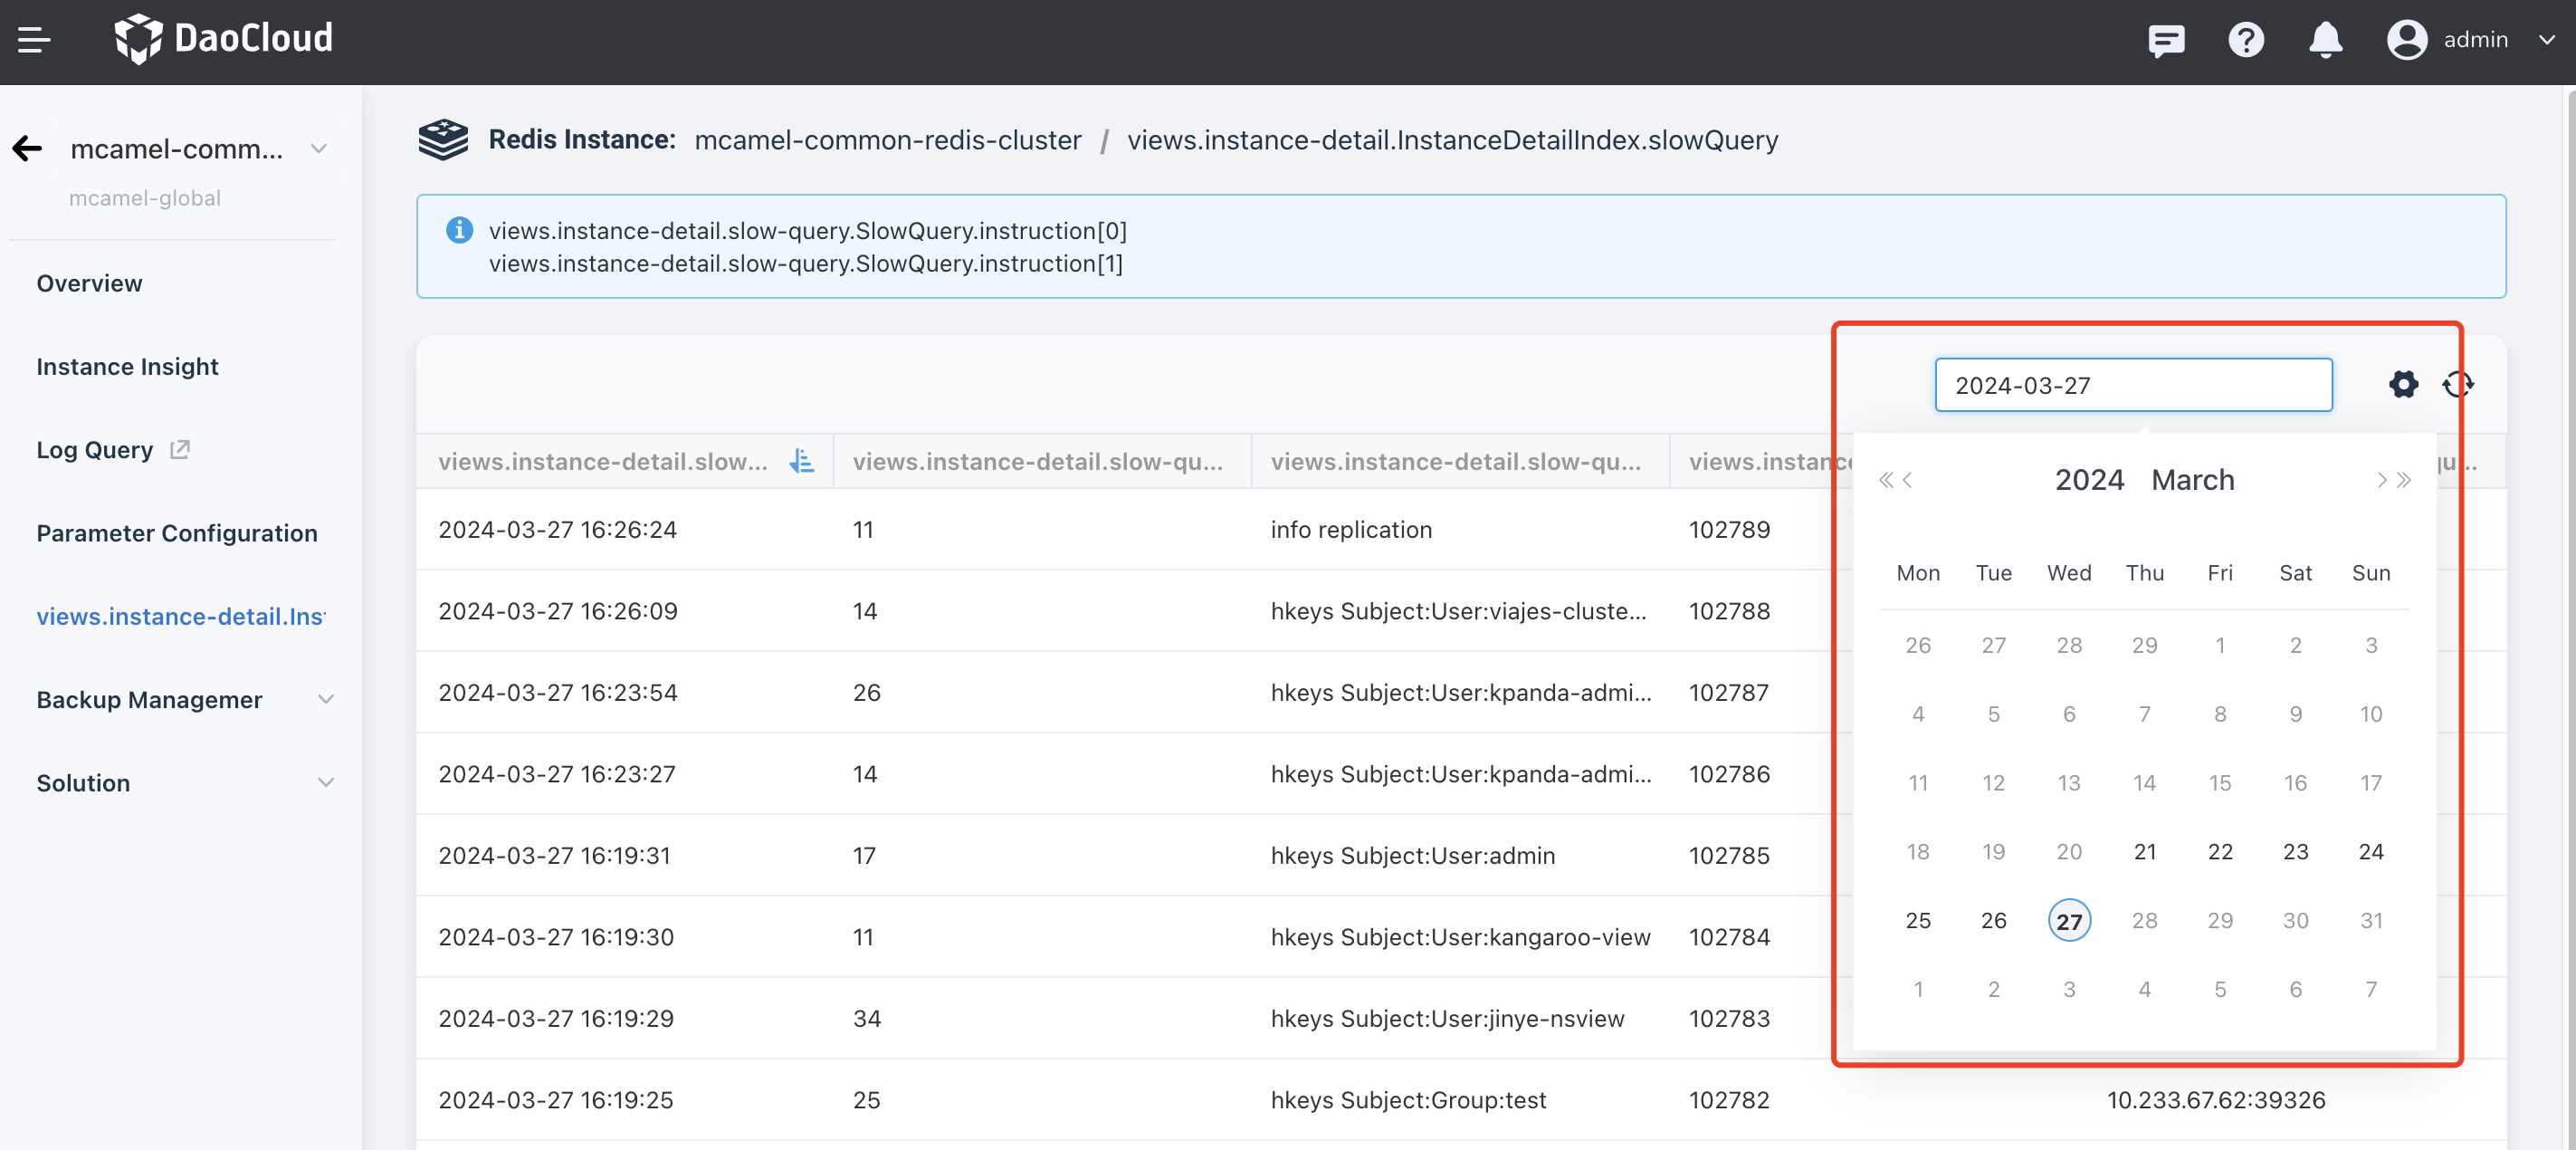 DaoCloud
admin
mcamel-comm...
mcamel-global
Overview
Instance Insight
Log Query
Parameter Configuration
views.instance-detail.Ins
Backup Managemer
Solution
Redis Instance: mcamel-common-redis-cluster / views.instance-detail.InstanceDetailIndex.slowQuery
views.instance-detail.slow-query.SlowQuery.instruction[0]
views.instance-detail.slow-query.SlowQuery.instruction[1]
2024-03-27
views.instance-detail.slow... views.instance-detail.slow-qu... views.instance-detail.slow-qu... views.instanc
2024-03-27 16:26:24 11 info replication 102789
2024-03-27 16:26:09 14 hkeys Subject:User:viajes-cluste... 102788
2024-03-27 16:23:54 26 hkeys Subject:User:kpanda-admi... 102787
2024-03-27 16:23:27 14 hkeys Subject:User:kpanda-admi... 102786
2024-03-27 16:19:31 17 hkeys Subject:User:admin 102785
2024-03-27 16:19:30 11 hkeys Subject:User:kangaroo-view 102784
2024-03-27 16:19:29 34 hkeys Subject:User:jinye-nsview 102783
2024-03-27 16:19:25 25 hkeys Subject:Group:test 102782 10.233.67.62:39326
2024 March
Mon Tue Wed Thu Fri Sat Sun
26 27 28 29 1 2 3
4 5 6 7 8 9 10
11 12 13 14 15 16 17
18 19 20 21 22 23 24
25 26 27 28 29 30 31
1 2 3 4 5 6 7